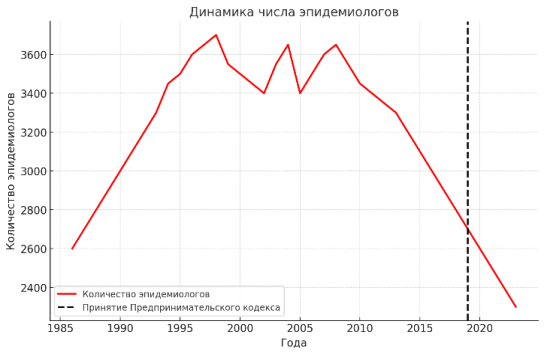 Динамика числа эпидемиологов
Количество эпидемиологов
3600
3400
3200
3000
2800
2600
2400
Количество эпидемиологов
Принятие Предпринимательского кодекса
1985 1990 1995 2000 2005 2010 2015 2020
Года